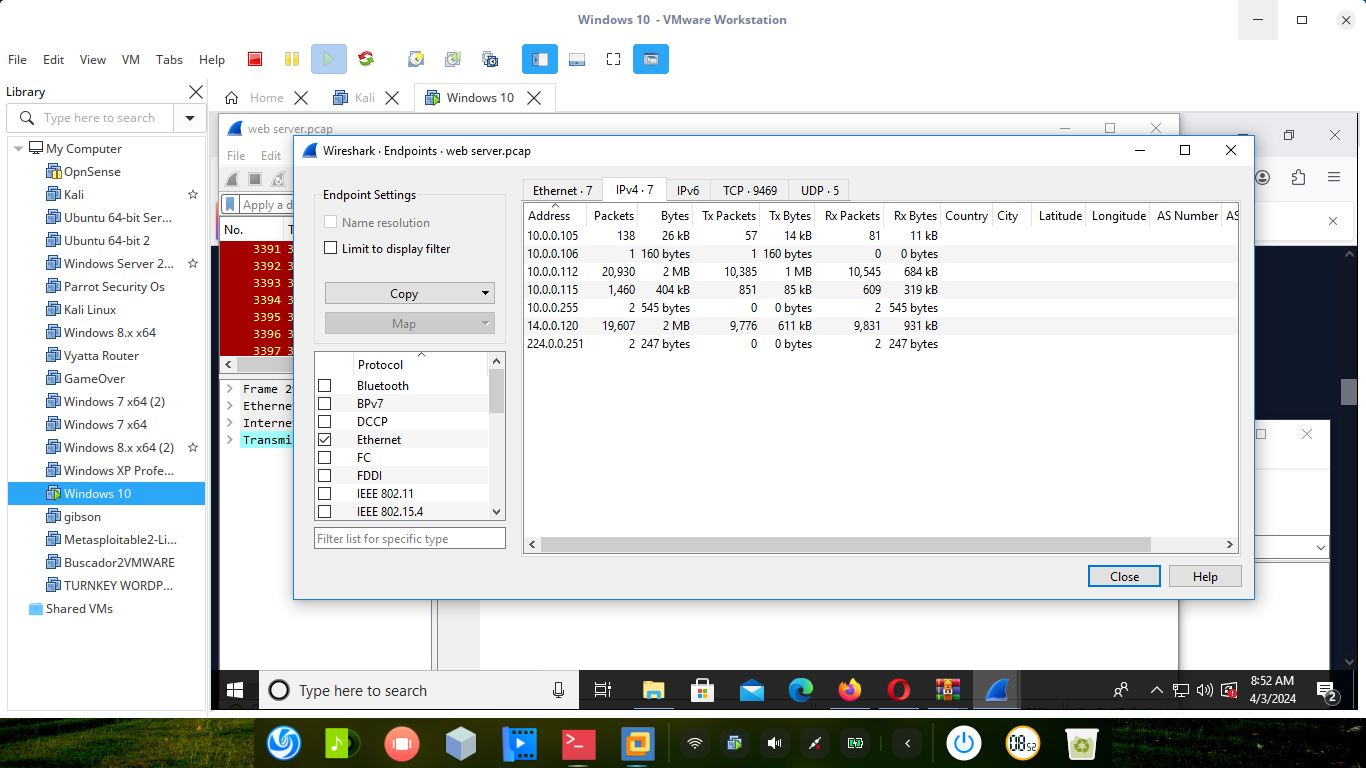 Windows 10 - VMware Workstation
File Edit View VM Tabs Help
Library
Type here to search
My Computer
OpnSense
Kali
Ubuntu 64-bit Ser...
Ubuntu 64-bit 2
Windows Server 2...
Parrot Security Os
Kali Linux
Windows 8.x x64
Vyatta Router
GameOver
Windows 7 x64 (2)
Windows 7 x64
Windows 8.x x64 (2)
Windows XP Profe...
Windows 10
gibson
Metasploitable2-Li...
Buscador2VMWARE
TURNKEY WORDP...
Shared VMs
Home Kali Windows 10
web server.pcap
File Edit
Apply a d
No. T
3391 3
3392 3
3393 3
3394 3
3395 3
3396 3
3397 3
Frame 2
Etherne
Interne
Transmi
Wireshark · Endpoints · web server.pcap
Endpoint Settings
Name resolution
Limit to display filter
Copy
Map
Protocol
Bluetooth
BPv7
DCCP
Ethernet
FC
FDDI
IEEE 802.11
IEEE 802.15.4
Filter list for specific type
Ethernet · 7 IPv4 · 7 IPv6 TCP · 9469 UDP · 5
Address Packets Bytes Tx Packets Tx Bytes Rx Packets Rx Bytes Country City Latitude Longitude AS Number AS
10.0.0.105 138 26 kB 57 14 kB 81 11 kB
10.0.0.106 1 160 bytes 1 160 bytes 0 0 bytes
10.0.0.112 20,930 2 MB 10,385 1 MB 10,545 684 kB
10.0.0.115 1,460 404 kB 851 85 kB 609 319 kB
10.0.0.255 2 545 bytes 0 0 bytes 2 545 bytes
14.0.0.120 19,607 2 MB 9,776 611 kB 9,831 931 kB
224.0.0.251 2 247 bytes 0 0 bytes 2 247 bytes
Close Help
Type here to search
8:52 AM
4/3/2024
2
08 52